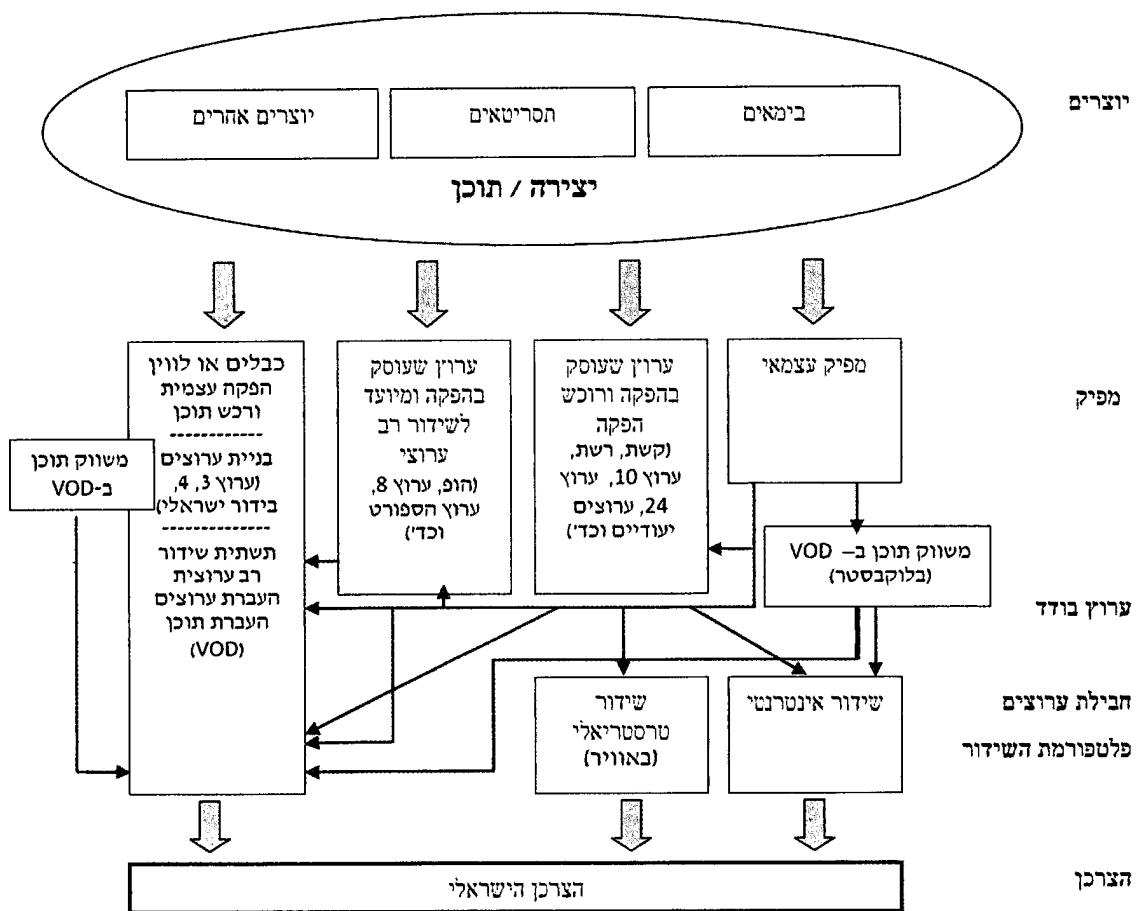 יוצרים
בימאים
תסריטאים
יוצרים אחרים
יצירה / תוכן
מפיק
מפיק עצמאי
ערוץ שעוסק
בהפקה ורוכש
הפקה
(קשת, רשת,
ערוץ 10, ערוץ
24, ערוצים
יעודיים וכד')
ערוץ שעוסק
בהפקה ומיועד
לשידור רב
ערוצי
(הופ, ערוץ 8,
ערוץ הספורט
וכד')
כבלים או לווין
הפקה עצמית
ורכש תוכן
-------------
בניית ערוצים
(ערוץ 3, 4,
בידור ישראלי)
---------------
תשתית שידור
רב ערוצית
העברת ערוצים
העברת תוכן
(VOD)
משווק תוכן
ב-VOD
משווק תוכן ב– VOD
(בלוקבסטר)
ערוץ בודד
חבילת ערוצים
פלטפורמת השידור
שידור אינטרנטי
שידור
טרסטריאלי
(באוויר)
הצרכן
הצרכן הישראלי